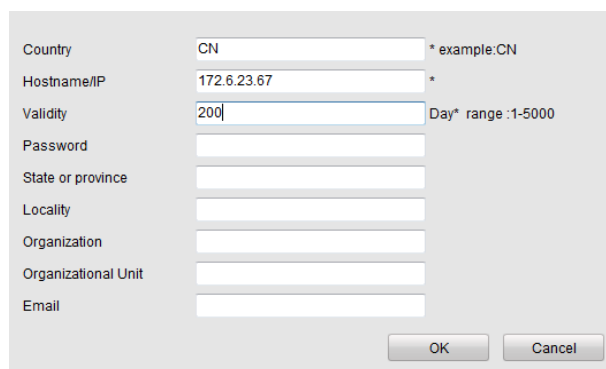 Country CN * example:CN
Hostname/IP 172.6.23.67 *
Validity 200 Day* range :1-5000
Password
State or province
Locality
Organization
Organizational Unit
Email
OK Cancel